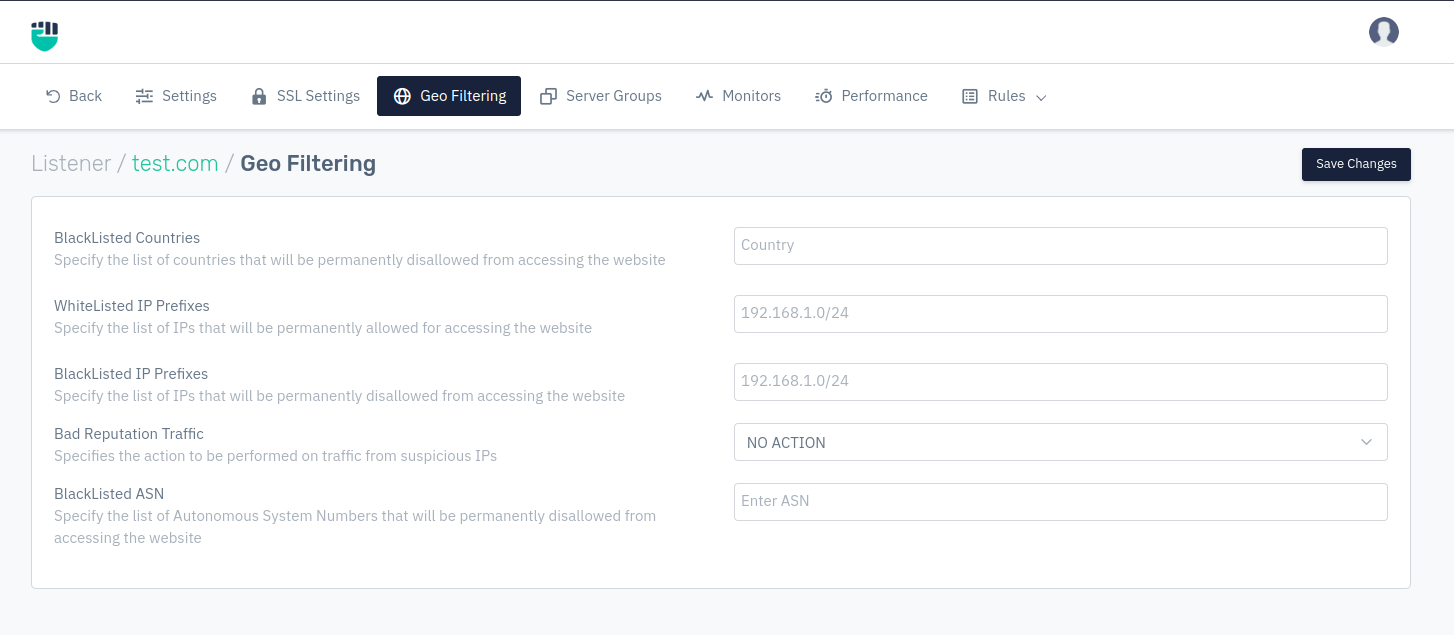 Back Settings SSL Settings Geo Filtering Server Groups Monitors Performance Rules
Listener / test.com / Geo Filtering Save Changes
BlackListed Countries
Specify the list of countries that will be permanently disallowed from accessing the website
Country
WhiteListed IP Prefixes
Specify the list of IPs that will be permanently allowed for accessing the website
192.168.1.0/24
BlackListed IP Prefixes
Specify the list of IPs that will be permanently disallowed from accessing the website
192.168.1.0/24
Bad Reputation Traffic
Specifies the action to be performed on traffic from suspicious IPs
NO ACTION
BlackListed ASN
Specify the list of Autonomous System Numbers that will be permanently disallowed from
accessing the website
Enter ASN